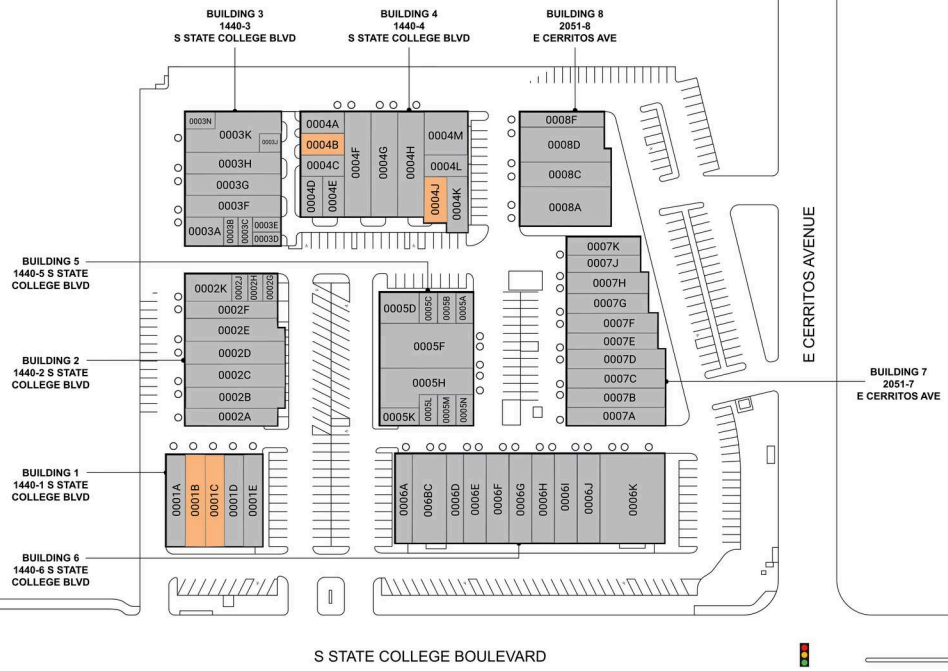 BUILDING 3
1440-3
S STATE COLLEGE BLVD
BUILDING 4
1440-4
S STATE COLLEGE BLVD
BUILDING 8
2051-8
E CERRITOS AVE
0003N
0003K
0003J
0003H
0003G
0003F
0003A
0003B
0003C
0003E
0003D
0004A
0004B
0004C
0004D
0004E
0004F
0004G
0004H
0004M
0004L
0004J
0004K
0008F
0008D
0008C
0008A
BUILDING 5
1440-5 S STATE
COLLEGE BLVD
0002K
0002J
0002H
0002G
0002F
0002E
0002D
0002C
0002B
0002A
0005D
0005C
0005B
0005A
0005F
0005H
0005K
0005L
0005M
0005N
0007K
0007J
0007H
0007G
0007F
0007E
0007D
0007C
0007B
0007A
E CERRITOS AVENUE
BUILDING 2
1440-2 S STATE
COLLEGE BLVD
BUILDING 7
2051-7
E CERRITOS AVE
BUILDING 1
1440-1 S STATE
COLLEGE BLVD
0001A
0001B
0001C
0001D
0001E
0006A
006BC
0006D
0006E
0006F
0006G
0006H
0006I
0006J
0006K
BUILDING 6
1440-6 S STATE
COLLEGE BLVD
S STATE COLLEGE BOULEVARD